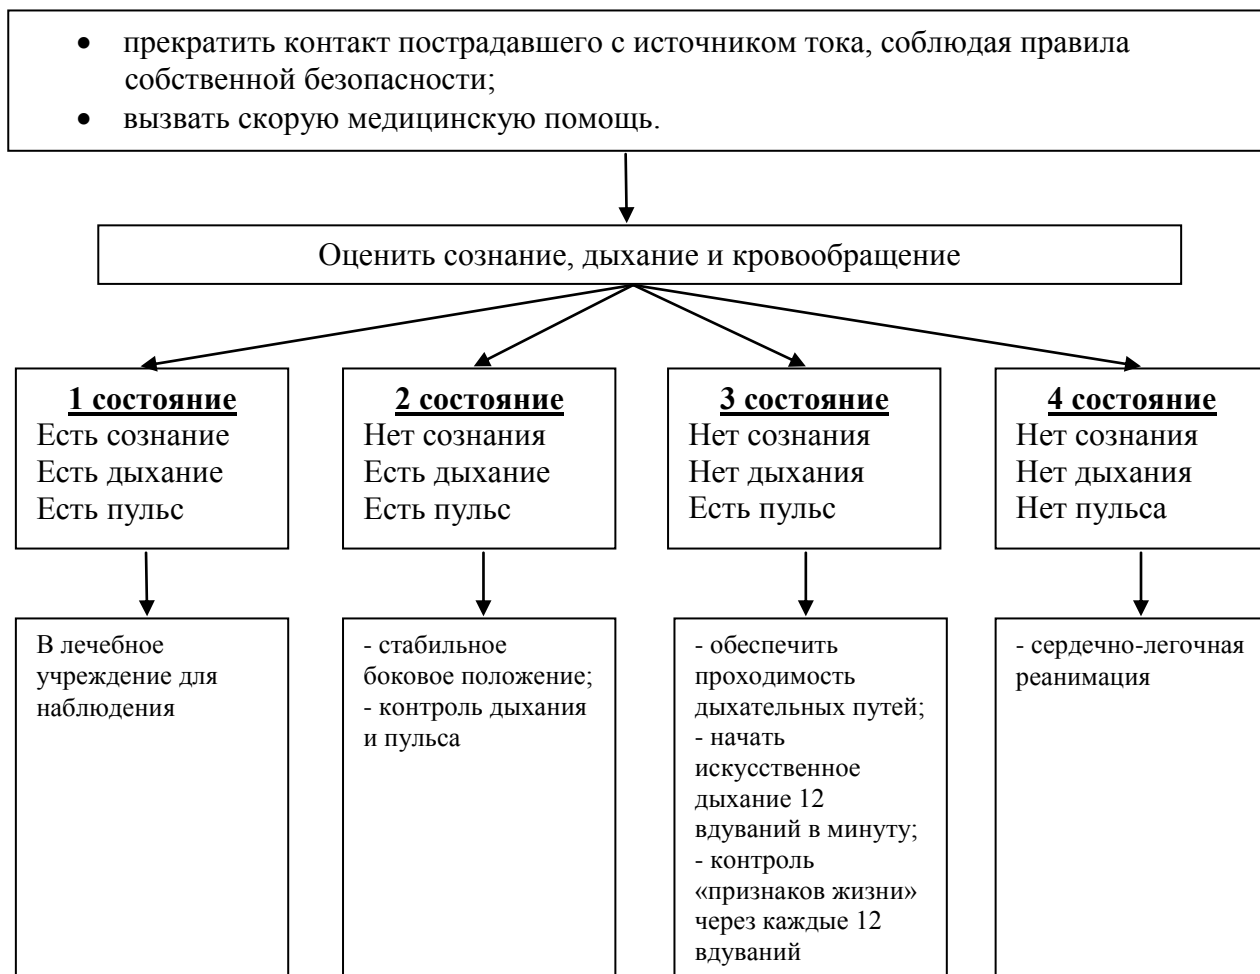 • прекратить контакт пострадавшего с источником тока, соблюдая правила
собственной безопасности;
• вызвать скорую медицинскую помощь.
Оценить сознание, дыхание и кровообращение
1 состояние
Есть сознание
Есть дыхание
Есть пульс
2 состояние
Нет сознания
Есть дыхание
Есть пульс
3 состояние
Нет сознания
Нет дыхания
Есть пульс
4 состояние
Нет сознания
Нет дыхания
Нет пульса
В лечебное
учреждение для
наблюдения
- стабильное
боковое положение;
- контроль дыхания
и пульса
- обеспечить
проходимость
дыхательных путей;
- начать
искусственное
дыхание 12
вдуваний в минуту;
- контроль
«признаков жизни»
через каждые 12
вдуваний
- сердечно-легочная
реанимация